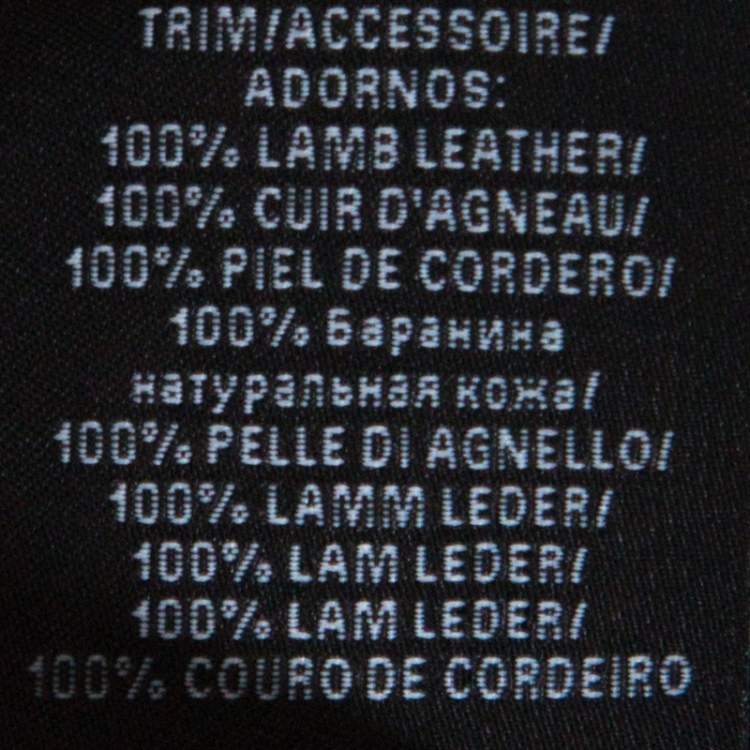 TRIM/ACCESSOIRE/
ADORNOS:
100% LAMB LEATHER/
100% CUIR D'AGNEAU/
100% PIEL DE CORDERO/
100% Баранина
натуральная кожа/
100% PELLE DI AGNELLO/
100% LAMM LEDER/
100% LAM LEDER/
100% LAM LEDER/
100% COURO DE CORDEIRO